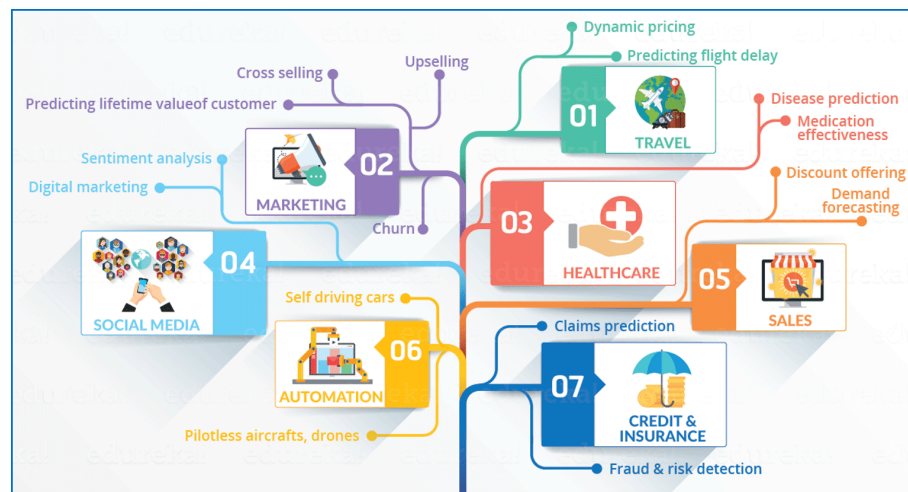 Dynamic pricing
Predicting flight delay
01
TRAVEL
Cross selling
Upselling
Predicting lifetime valueof customer
02
MARKETING
Churn
Disease prediction
Medication
effectiveness
03
HEALTHCARE
Sentiment analysis
Digital marketing
04
SOCIAL MEDIA
Discount offering
Demand
forecasting
05
SALES
Self driving cars
06
AUTOMATION
Pilotless aircrafts, drones
Claims prediction
07
CREDIT &
INSURANCE
Fraud & risk detection
edureka!